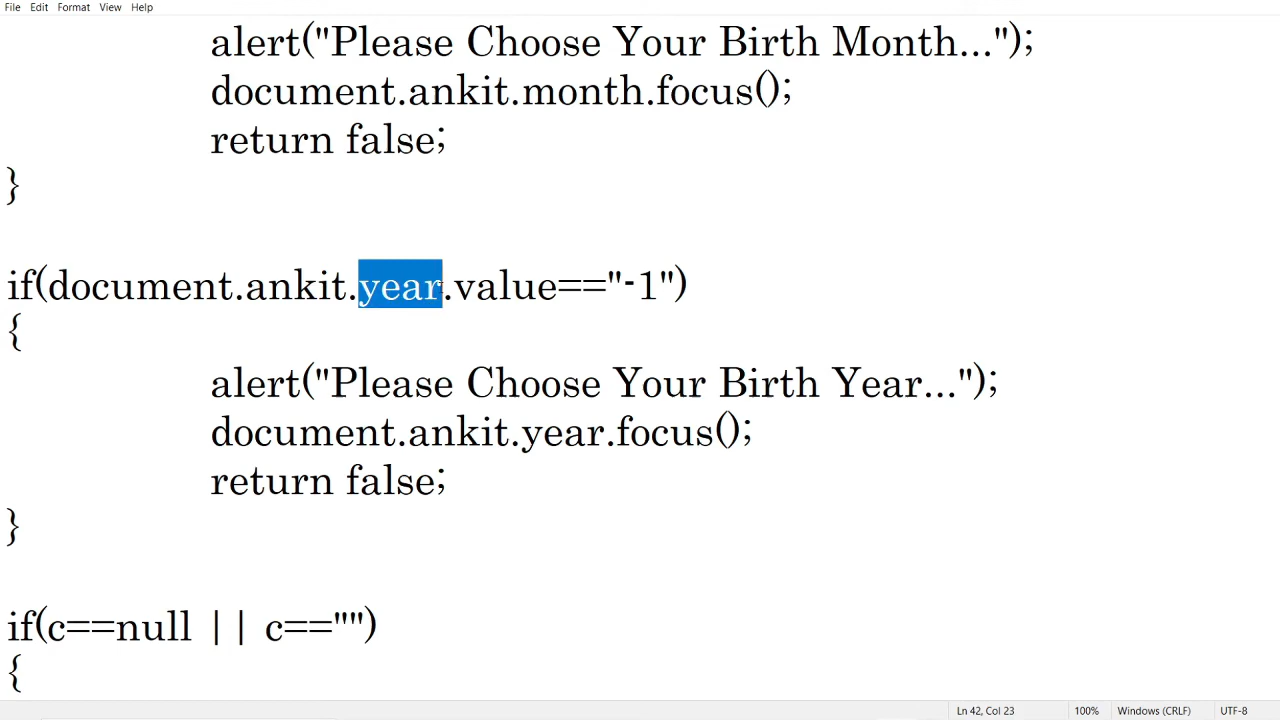 File Edit Format View Help
alert("Please Choose Your Birth Month...");
document.ankit.month.focus();
return false;
}
if(document.ankit.year.value=="-1")
{
alert("Please Choose Your Birth Year...");
document.ankit.year.focus();
return false;
}
if(c==null || c=="")
{
Ln 42, Col 23 100% Windows (CRLF) UTF-8